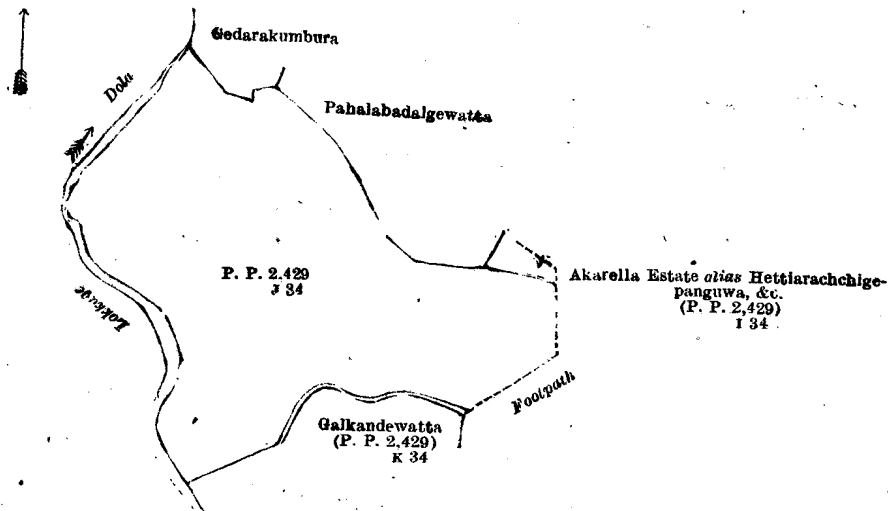 Gedarakumbura
Dola
Pahalabadalgewatta
P. P. 2,429
J 34
Akarella Estate alias Hettiarachchige-
panguwa, &c.
(P. P. 2,429)
I 34
Lokkuge
Footpath
Galkandewatta
(P. P. 2,429)
K 34